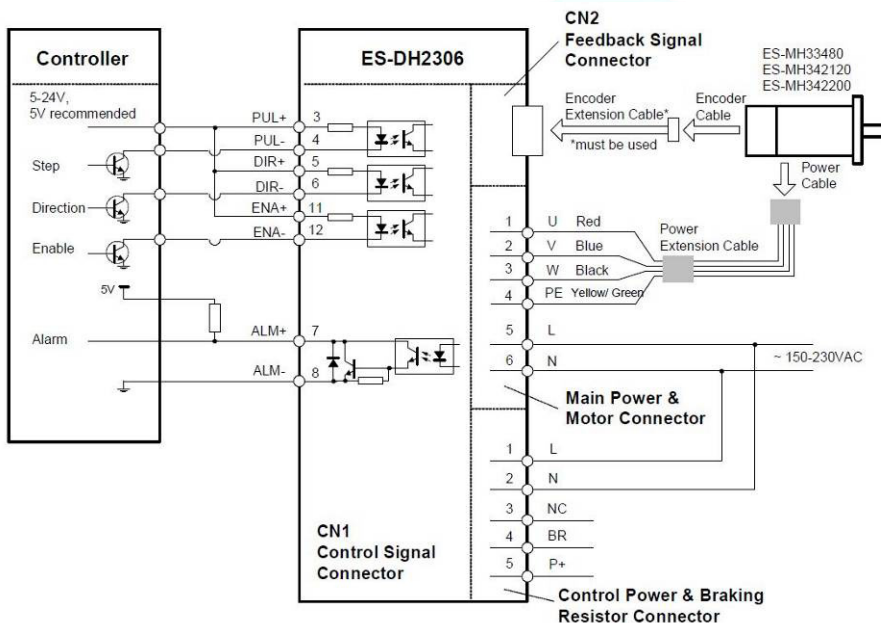 CN2
Feedback Signal
Connector
Controller
ES-DH2306
ES-MH33480
ES-MH342120
ES-MH342200
5-24V,
5V recommended
Encoder
Extension Cable*
*must be used
Encoder
Cable
Power
Cable
PUL+ 3
PUL- 4
DIR+ 5
DIR- 6
ENA+ 11
ENA- 12
Step
Direction
Enable
5V
Alarm
ALM+ 7
ALM- 8
1 U Red
2 V Blue
3 W Black
4 PE Yellow/ Green
Power
Extension Cable
5 L
6 N
~ 150-230VAC
Main Power &
Motor Connector
1 L
2 N
3 NC
4 BR
5 P+
CN1
Control Signal
Connector
Control Power & Braking
Resistor Connector